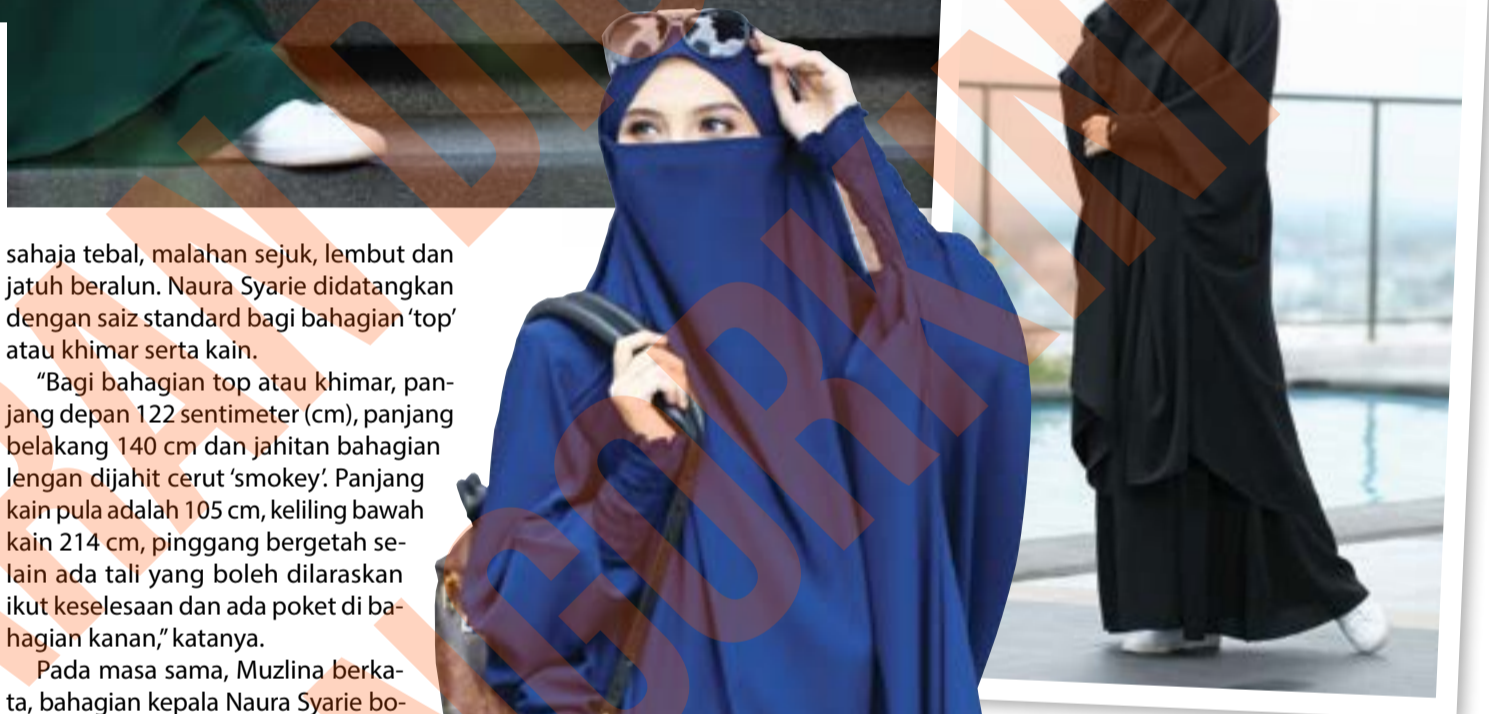 sahaja tebal, malahan sejuk, lembut dan
jatuh beralun. Naura Syarie didatangkan
dengan saiz standard bagi bahagian ‘top’
atau khimar serta kain.
“Bagi bahagian top atau khimar, pan-
jang depan 122 sentimeter (cm), panjang
belakang 140 cm dan jahitan bahagian
lengan dijahit cerut ‘smokey’. Panjang
kain pula adalah 105 cm, keliling bawah
kain 214 cm, pinggang bergetah se-
lain ada tali yang boleh dilaraskan
ikut keselesaan dan ada poket di ba-
hagian kanan,” katanya.
Pada masa sama, Muzlina berka-
ta, bahagian kepala Naura Syarie bo-